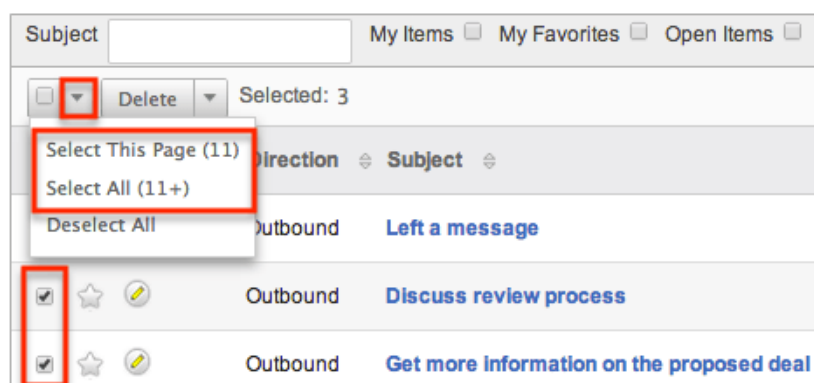 Subject My Items My Favorites Open Items
Delete Selected: 3
Select This Page (11)
Direction Subject
Select All (11+)
Deselect All
Outbound Left a message
Outbound Discuss review process
Outbound Get more information on the proposed deal